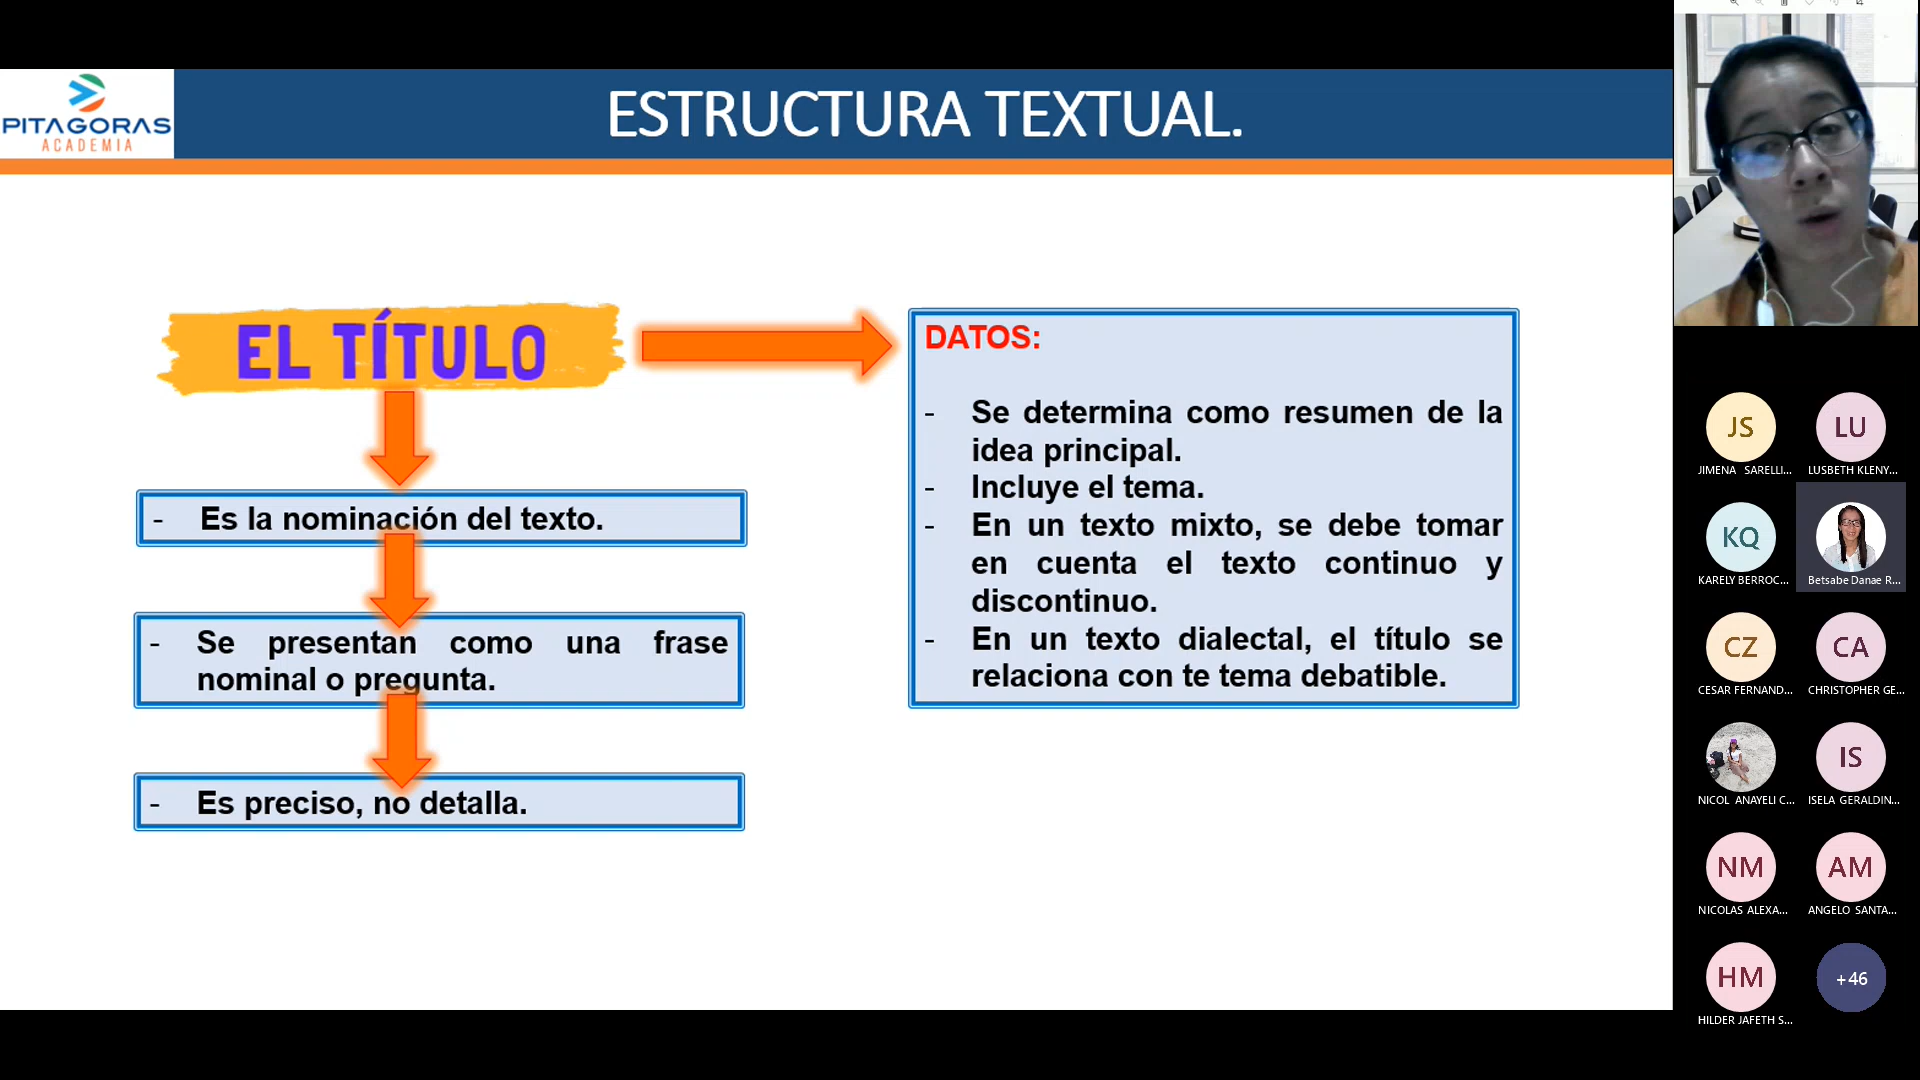 PITAGORAS
ACADEMIA
ESTRUCTURA TEXTUAL.
EL TÍTULO
- Es la nominación del texto.
- Se presentan como una frase
nominal o pregunta.
- Es preciso, no detalla.
DATOS:
- Se determina como resumen de la
idea principal.
- Incluye el tema.
- En un texto mixto, se debe tomar
en cuenta el texto continuo y
discontinuo.
- En un texto dialectal, el título se
relaciona con te tema debatible.
JS
JIMENA SARELLI...
LU
LUSBETH KLENY...
KQ
KARELY BERROC...
Betsabe Danae R...
CZ
CESAR FERNAND...
CA
CHRISTOPHER GE...
NICOL ANAYELI C...
IS
ISELA GERALDIN...
NM
NICOLAS ALEXA...
AM
ANGELO SANTA...
HM
HILDER JAFETH S...
+46